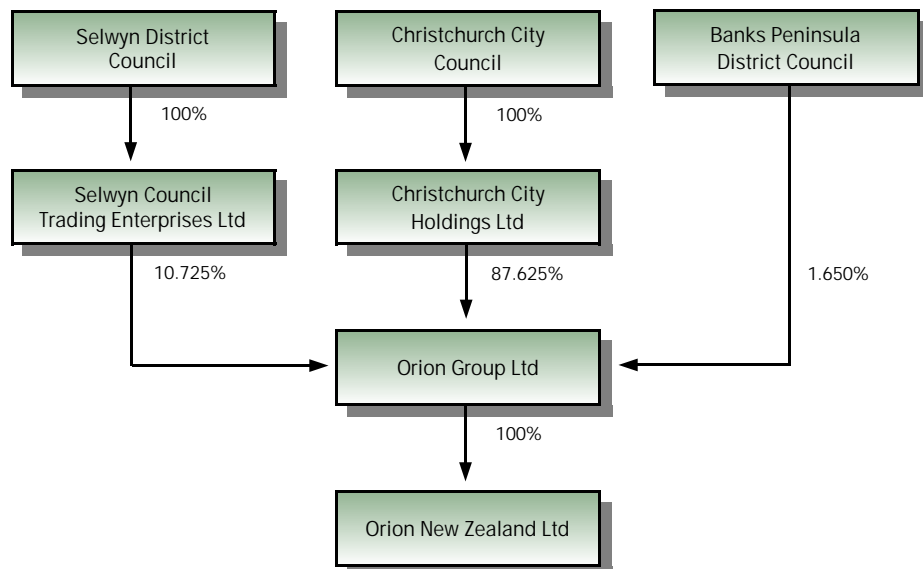 Selwyn District
Council
Christchurch City
Council
Banks Peninsula
District Council
100%
100%
Selwyn Council
Trading Enterprises Ltd
Christchurch City
Holdings Ltd
10.725%
87.625%
1.650%
Orion Group Ltd
100%
Orion New Zealand Ltd